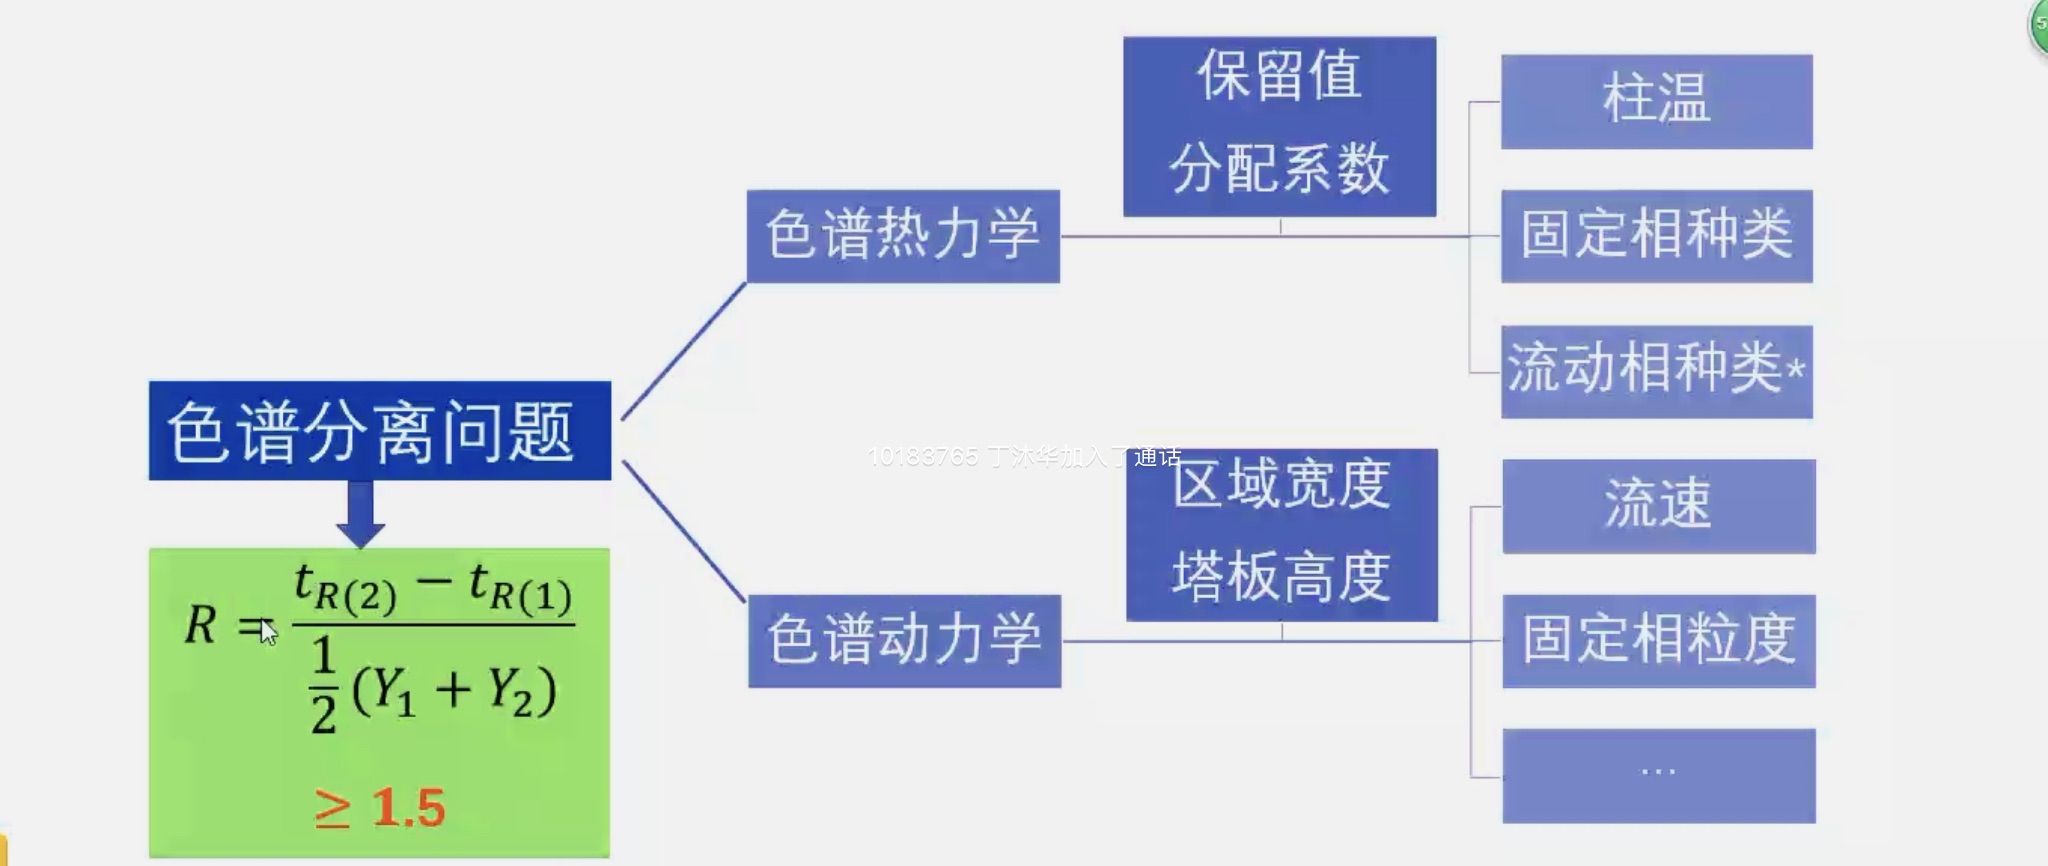 保留值
分配系数
柱温
色谱热力学
固定相种类
流动相种类*
色谱分离问题
10183765 丁沐华加入了通话
区域宽度
塔板高度
流速
R = \frac{t_{R(2)} - t_{R(1)}}{\frac{1}{2}(Y_1 + Y_2)}
≥ 1.5
色谱动力学
固定相粒度
...
5